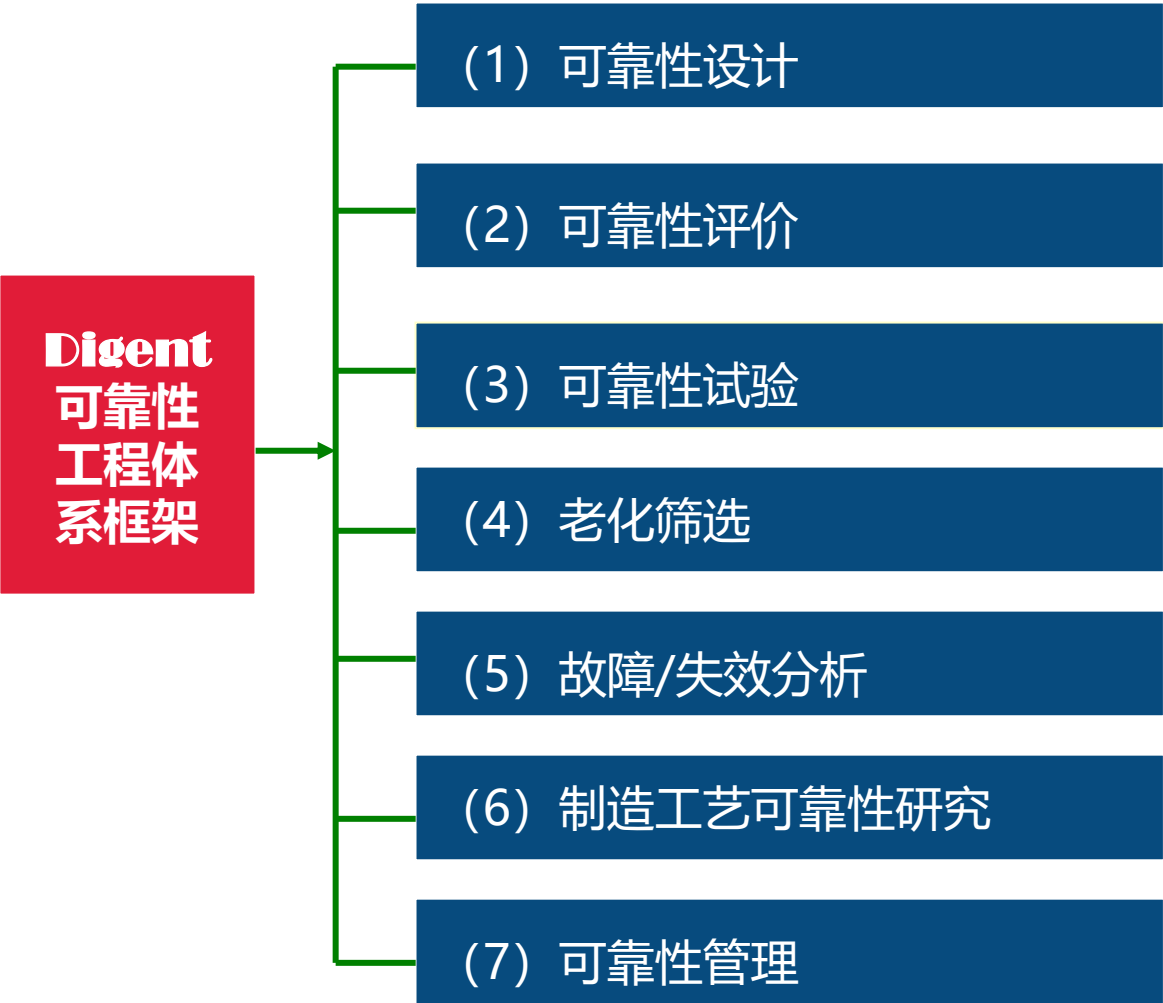 Digent
可靠性
工程体
系框架
（1）可靠性设计
（2）可靠性评价
（3）可靠性试验
（4）老化筛选
（5）故障/失效分析
（6）制造工艺可靠性研究
（7）可靠性管理